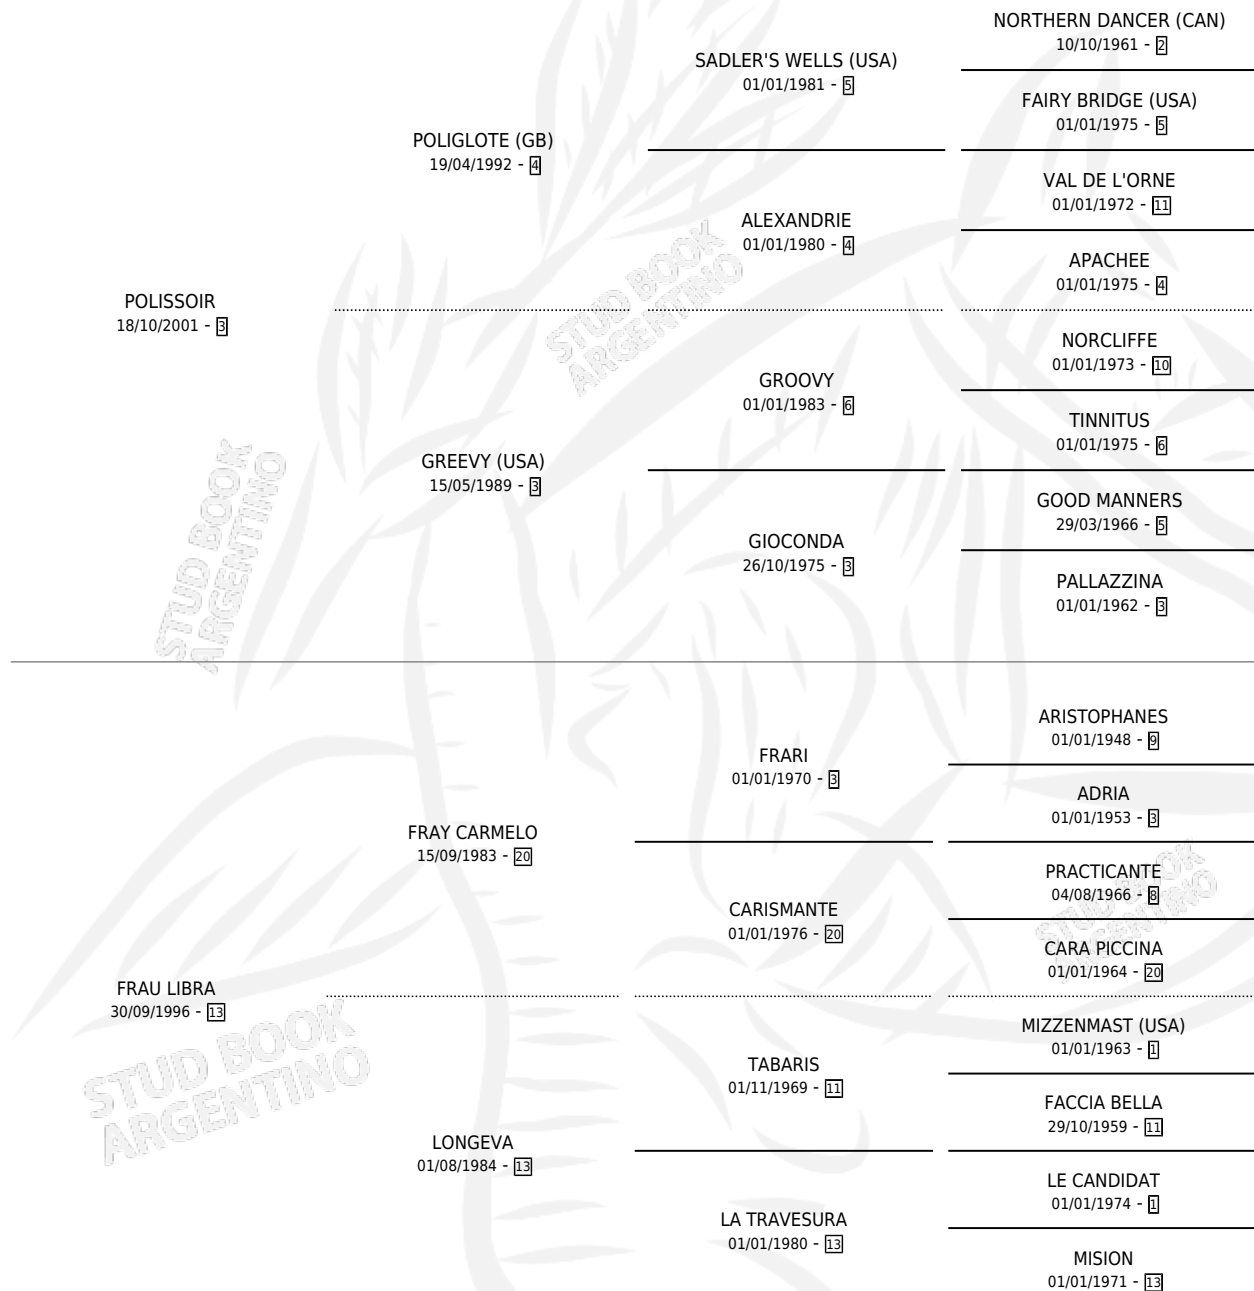 NORTHERN DANCER (CAN)
10/10/1961 - 2
SADLER'S WELLS (USA)
01/01/1981 - 5
FAIRY BRIDGE (USA)
01/01/1975 - 5
POLIGLOTE (GB)
19/04/1992 - 4
VAL DE L'ORNE
01/01/1972 - 11
ALEXANDRIE
01/01/1980 - 4
APACHEE
01/01/1975 - 4
POLISSOIR
18/10/2001 - 3
NORCLIFFE
01/01/1973 - 10
GROOVY
01/01/1983 - 6
TINNITUS
01/01/1975 - 6
GREEVY (USA)
15/05/1989 - 3
GOOD MANNERS
29/03/1966 - 5
GIOCONDA
26/10/1975 - 3
PALLAZZINA
01/01/1962 - 3
ARISTOPHANES
01/01/1948 - 9
FRARI
01/01/1970 - 3
ADRIA
01/01/1953 - 3
FRAY CARMELO
15/09/1983 - 20
PRACTICANTE
04/08/1966 - 8
CARISMANTE
01/01/1976 - 20
CARA PICCINA
01/01/1964 - 20
FRAU LIBRA
30/09/1996 - 13
MIZZENMAST (USA)
01/01/1963 - 1
TABARIS
01/11/1969 - 11
FACCIA BELLA
29/10/1959 - 11
LONGEVA
01/08/1984 - 13
LE CANDIDAT
01/01/1974 - 1
LA TRAVESURA
01/01/1980 - 13
MISION
01/01/1971 - 13
STUD BOOK
ARGENTINO
STUD BOOK
ARGENTINO
STUD BOOK
ARGENTINO
STUD BOOK
ARGENTINO